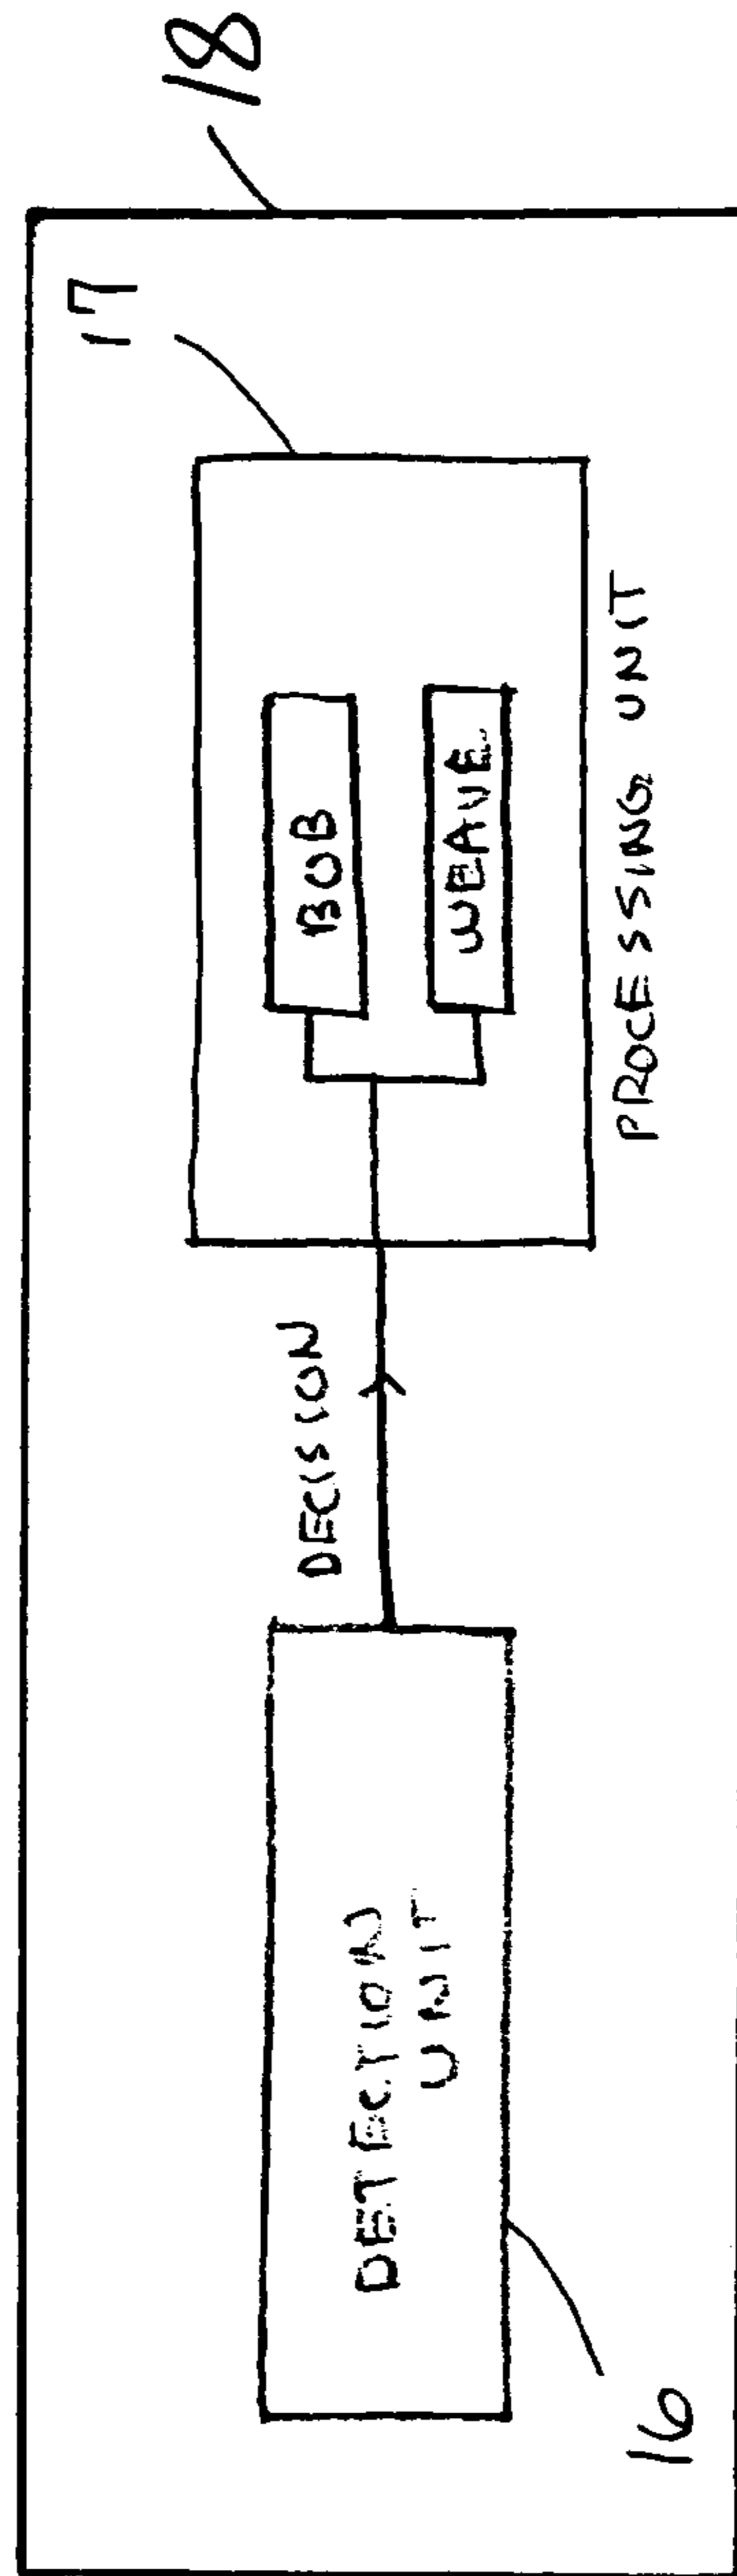 18
17
BOB
WEAVE
PROCESSING UNIT
DECISION
DETECTION
UNIT
16